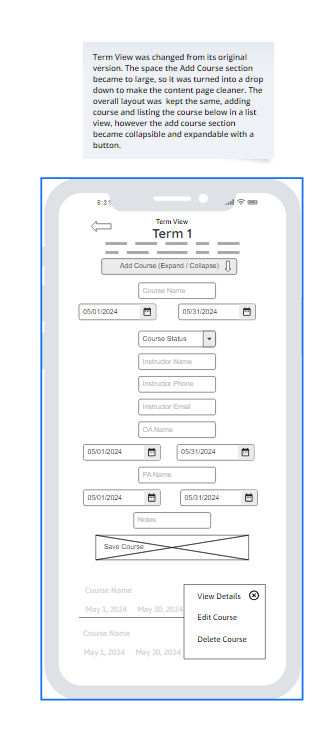 Term View was changed from its original
version. The space the Add Course section
became to large, so it was turned into a drop
down to make the content page cleaner. The
overall layout was kept the same, adding
course and listing the course below in a list
view, however the add course section
became collapsible and expandable with a
button.
9:21
Term View
Term 1
Add Course (Expand / Collapse)
Course Name
05/01/2024 05/31/2024
Course Status
Instructor Name
Instructor Phone
Instructor Email
OA Name
05/01/2024 05/31/2024
PA Name
05/01/2024 05/31/2024
Notes
Save Course
Course Name
May 1, 2024 May 30, 2024
Course Name
May 1, 2024 May 30, 2024
View Details
Edit Course
Delete Course